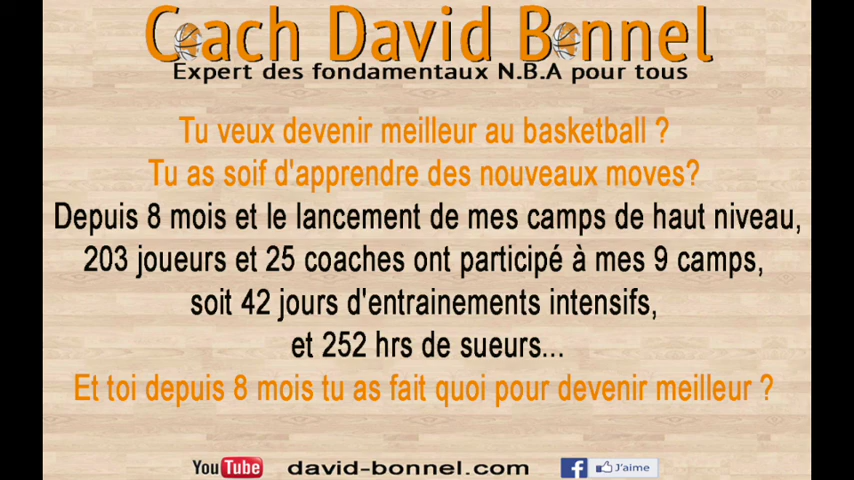 Coach David Bonnel
Expert des fondamentaux N.B.A pour tous
Tu veux devenir meilleur au basketball ?
Tu as soif d'apprendre des nouveaux moves?
Depuis 8 mois et le lancement de mes camps de haut niveau,
203 joueurs et 25 coaches ont participé à mes 9 camps,
soit 42 jours d'entrainements intensifs,
et 252 hrs de sueurs...
Et toi depuis 8 mois tu as fait quoi pour devenir meilleur ?
YouTube david-bonnel.com f J'aime